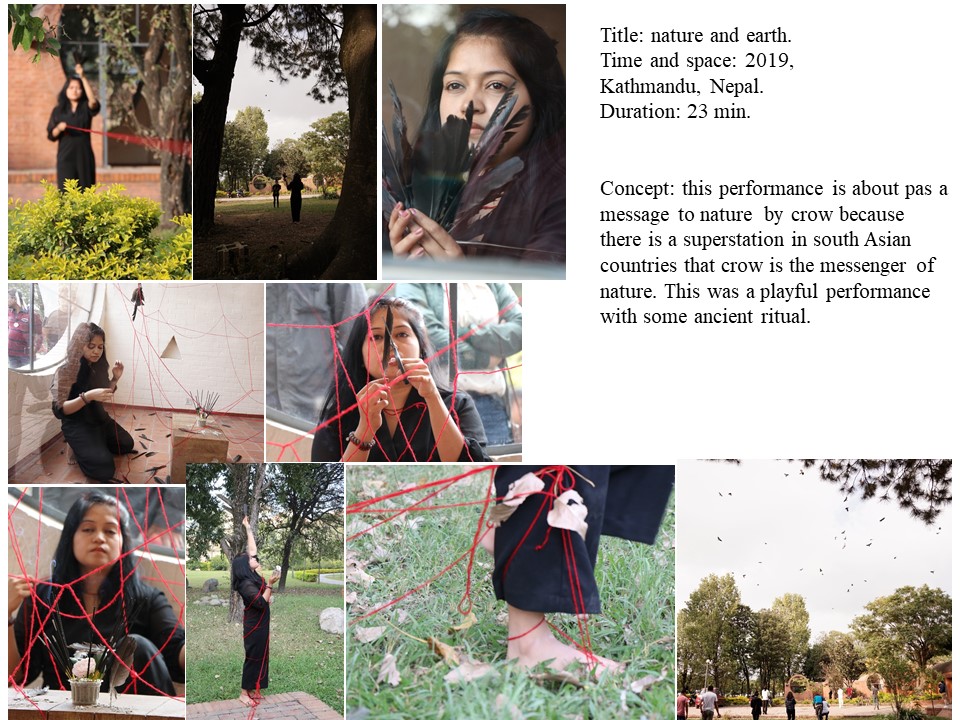 Title: nature and earth.
Time and space: 2019,
Kathmandu, Nepal.
Duration: 23 min.
Concept: this performance is about pas a
message to nature by crow because
there is a superstation in south Asian
countries that crow is the messenger of
nature. This was a playful performance
with some ancient ritual.